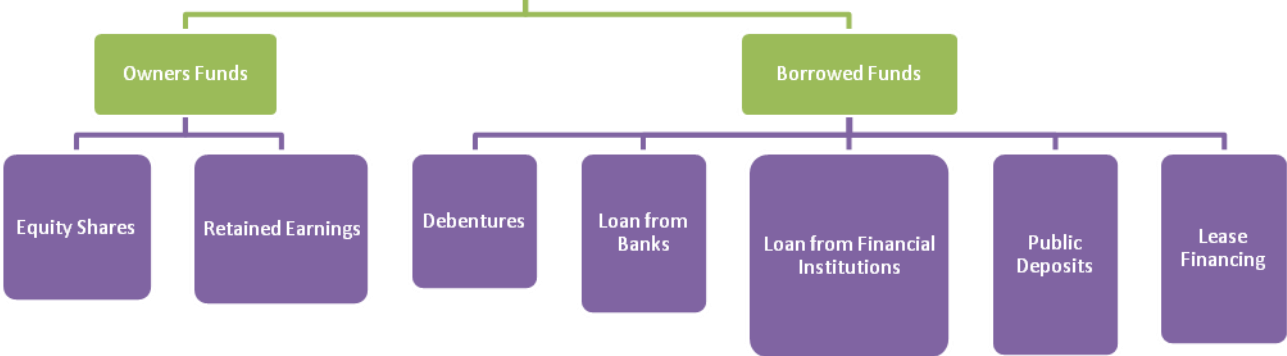 Owners Funds
Borrowed Funds
Equity Shares
Retained Earnings
Debentures
Loan from
Banks
Loan from Financial
Institutions
Public
Deposits
Lease
Financing